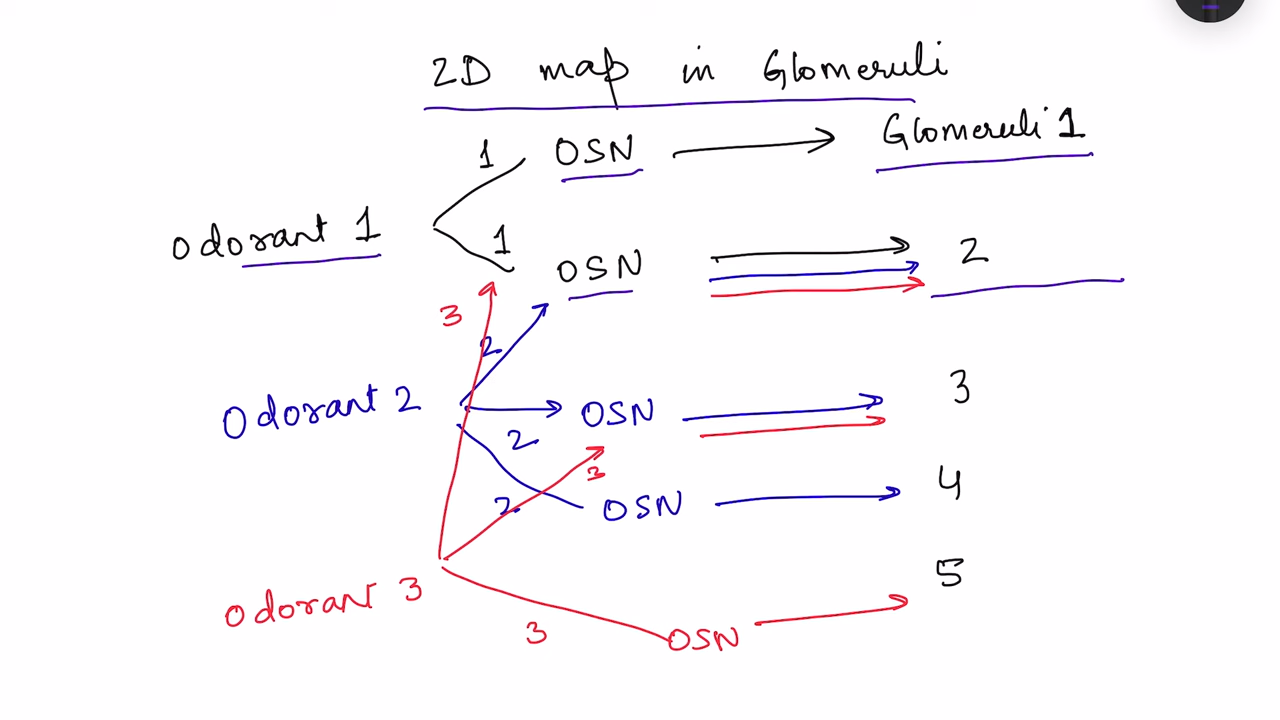 2D map in Glomeruli
1 OSN Glomeruli 1
Odorant 1
1 OSN 2
3
2
Odorant 2 OSN 3
2
3
2 OSN 4
Odorant 3 5
3 OSN